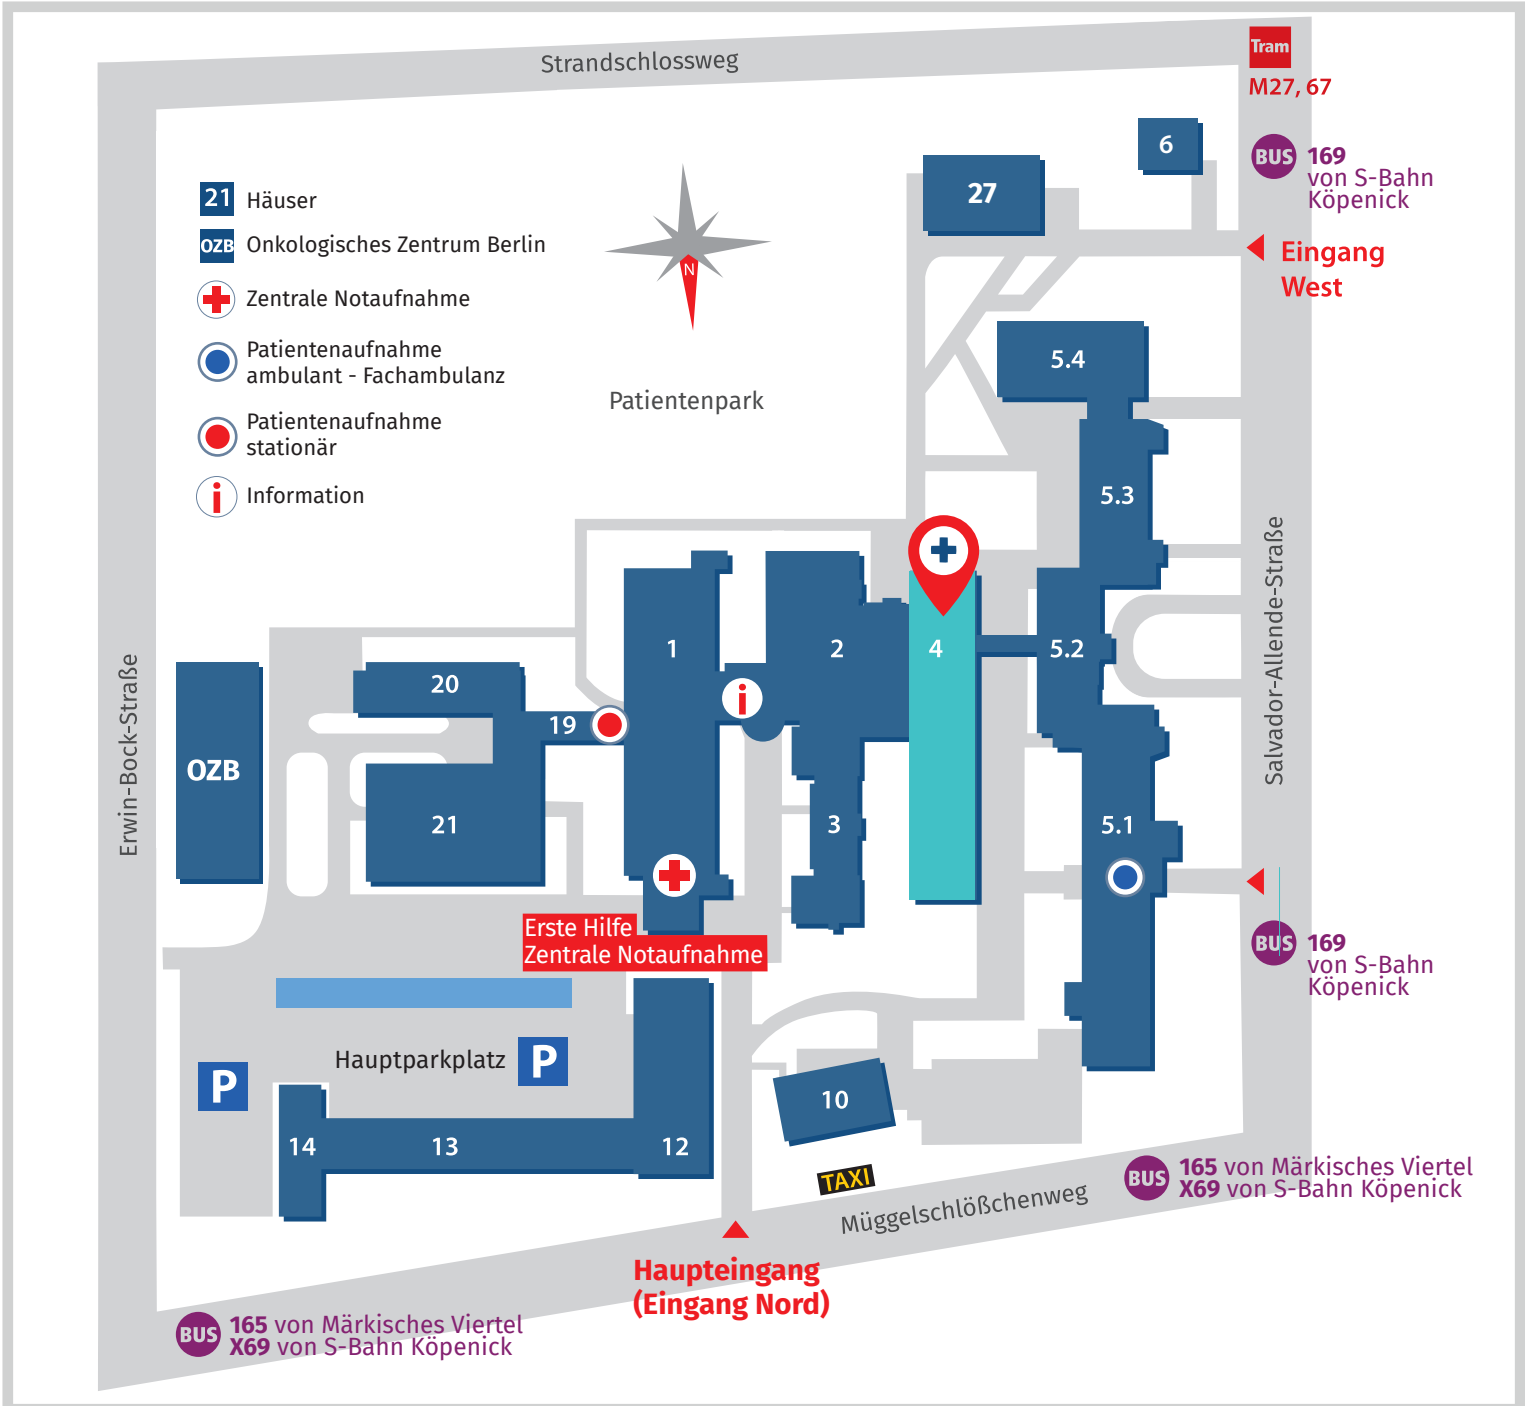 Strandschlossweg
Tram
M27, 67
BUS 169
von S-Bahn
Köpenick
6
27
21 Häuser
OZB Onkologisches Zentrum Berlin
Zentrale Notaufnahme
Patientenaufnahme
ambulant - Fachambulanz
Patientenaufnahme
stationär
i Information
N
Patientenpark
Eingang
West
5.4
5.3
1
2
4
5.2
20
19
i
OZB
21
3
5.1
Erwin-Bock-Straße
Salvador-Allende-Straße
Erste Hilfe
Zentrale Notaufnahme
BUS 169
von S-Bahn
Köpenick
Hauptparkplatz P
P
14
13
12
10
TAXI
Müggelschlößchenweg
BUS 165 von Märkisches Viertel
X69 von S-Bahn Köpenick
Haupteingang
(Eingang Nord)
BUS 165 von Märkisches Viertel
X69 von S-Bahn Köpenick